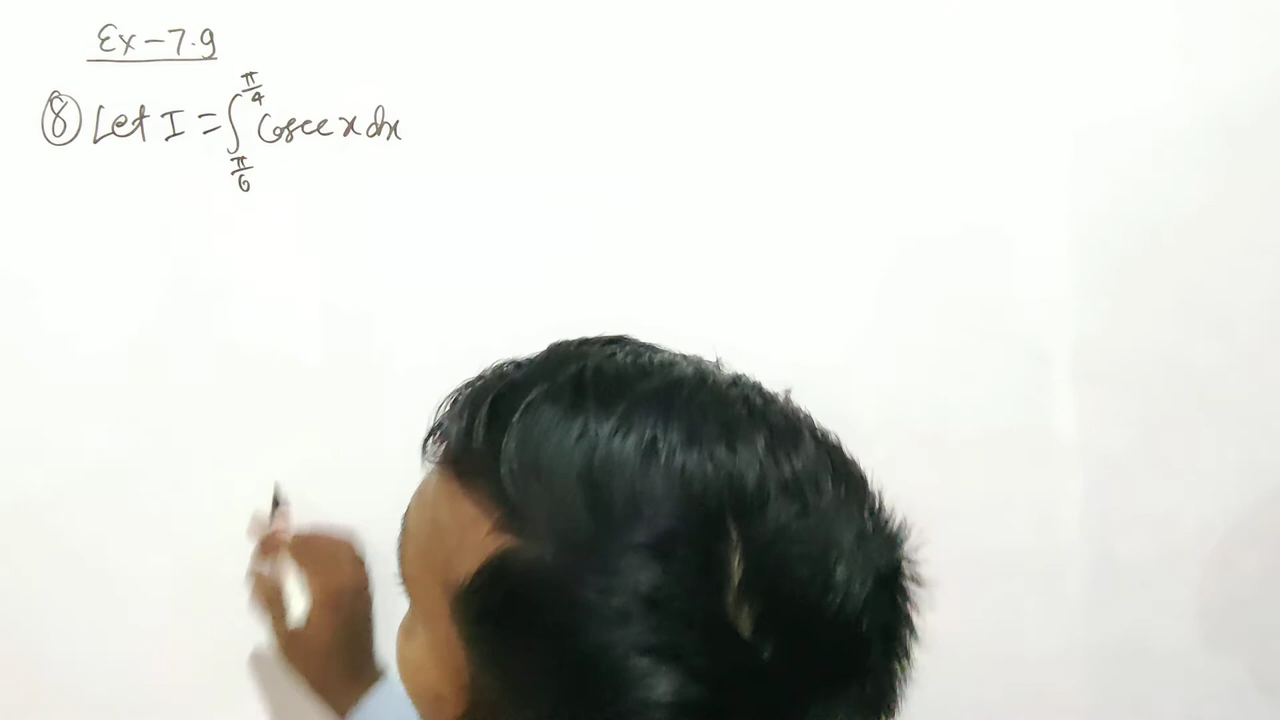 Ex-7.9
⑧ Let I = ∫_{π/6}^{π/4} cosec x dx